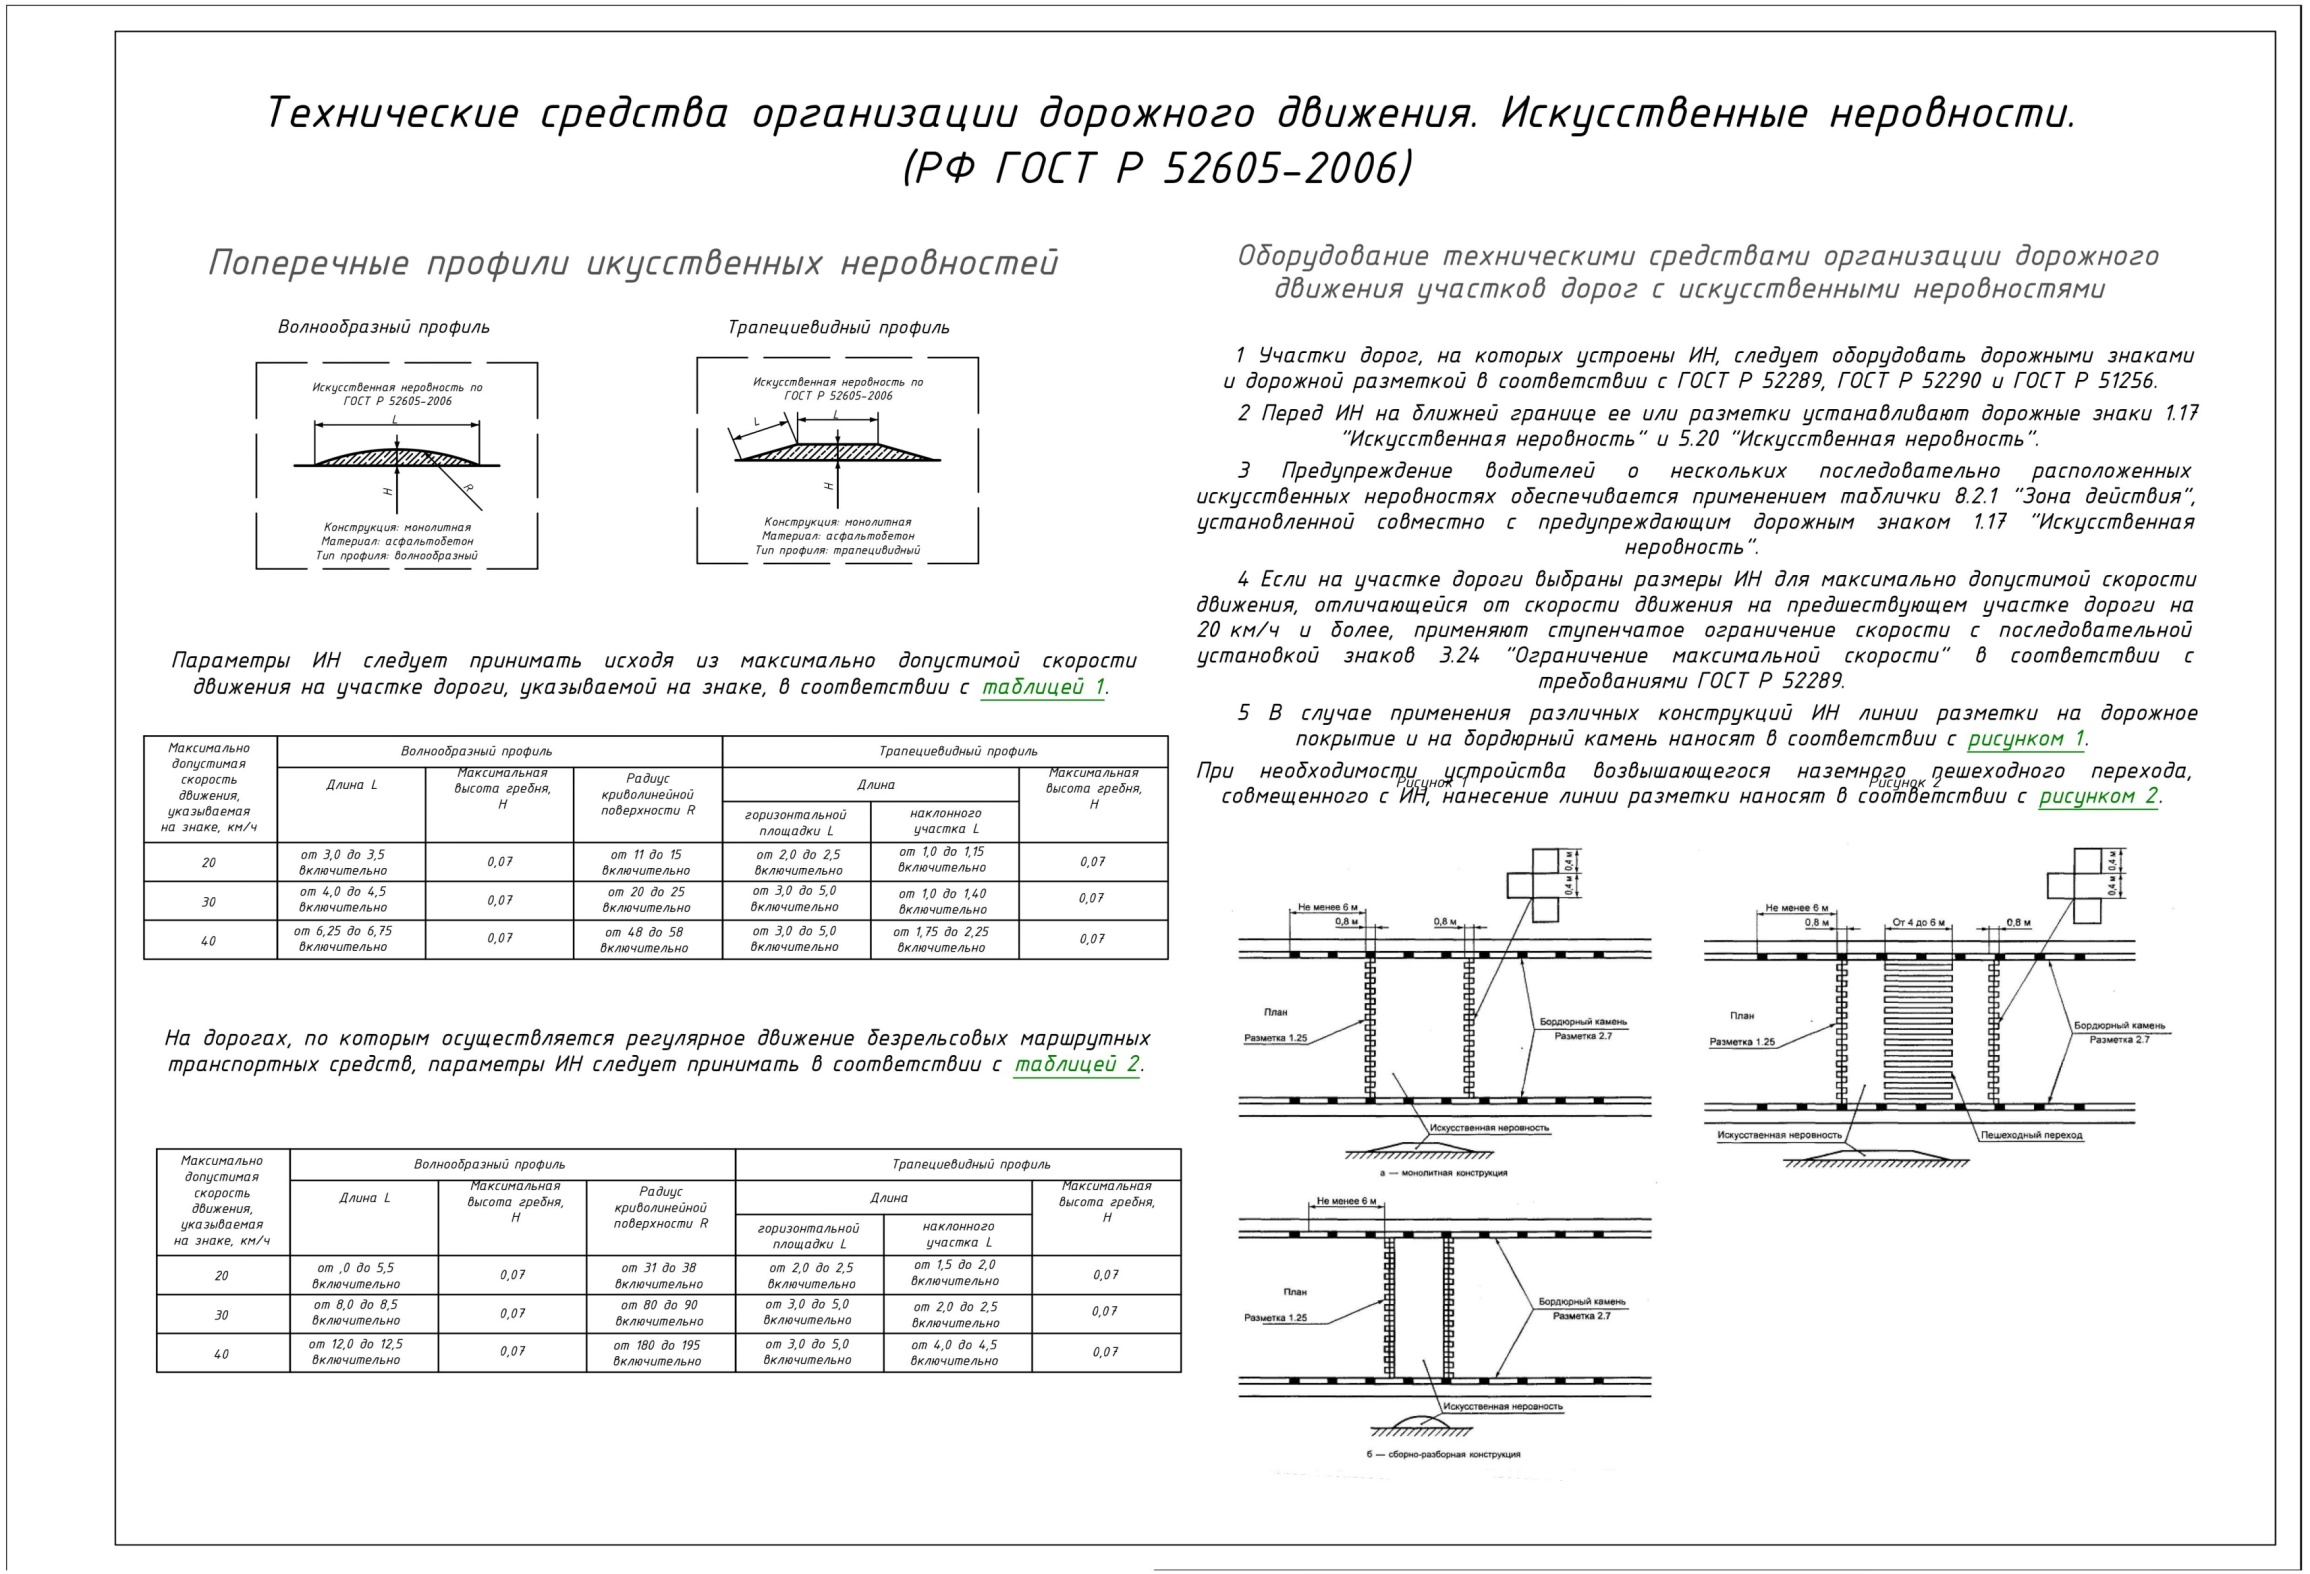 Технические средства организации дорожного движения. Искусственные неровности.
(РФ ГОСТ Р 52605-2006)
Поперечные профили икусственных неровностей
Волнообразный профиль
Искусственная неровность по
ГОСТ Р 52605-2006
L
H
R
Конструкция: монолитная
Материал: асфальтобетон
Тип профиля: волнообразный
Трапециевидный профиль
Искусственная неровность по
ГОСТ Р 52605-2006
L
L
H
Конструкция: монолитная
Материал: асфальтобетон
Тип профиля: трапецивидный
Параметры ИН следует принимать исходя из максимально допустимой скорости
движения на участке дороги, указываемой на знаке, в соответствии с таблицей 1.
Максимально
допустимая
скорость
движения,
указываемая
на знаке, км/ч
Волнообразный профиль
Трапециевидный профиль
Длина L
Максимальная
высота гребня,
H
Радиус
криволинейной
поверхности R
Длина
Максимальная
высота гребня,
H
горизонтальной
площадки L
наклонного
участка L
20
от 3,0 до 3,5
включительно
0,07
от 11 до 15
включительно
от 2,0 до 2,5
включительно
от 1,0 до 1,15
включительно
0,07
30
от 4,0 до 4,5
включительно
0,07
от 20 до 25
включительно
от 3,0 до 5,0
включительно
от 1,0 до 1,40
включительно
0,07
40
от 6,25 до 6,75
включительно
0,07
от 48 до 58
включительно
от 3,0 до 5,0
включительно
от 1,75 до 2,25
включительно
0,07
На дорогах, по которым осуществляется регулярное движение безрельсовых маршрутных
транспортных средств, параметры ИН следует принимать в соответствии с таблицей 2.
Максимально
допустимая
скорость
движения,
указываемая
на знаке, км/ч
Волнообразный профиль
Трапециевидный профиль
Длина L
Максимальная
высота гребня,
H
Радиус
криволинейной
поверхности R
Длина
Максимальная
высота гребня,
H
горизонтальной
площадки L
наклонного
участка L
20
от ,0 до 5,5
включительно
0,07
от 31 до 38
включительно
от 2,0 до 2,5
включительно
от 1,5 до 2,0
включительно
0,07
30
от 8,0 до 8,5
включительно
0,07
от 80 до 90
включительно
от 3,0 до 5,0
включительно
от 2,0 до 2,5
включительно
0,07
40
от 12,0 до 12,5
включительно
0,07
от 180 до 195
включительно
от 3,0 до 5,0
включительно
от 4,0 до 4,5
включительно
0,07
Оборудование техническими средствами организации дорожного
движения участков дорог с искусственными неровностями
1 Участки дорог, на которых устроены ИН, следует оборудовать дорожными знаками
и дорожной разметкой в соответствии с ГОСТ Р 52289, ГОСТ Р 52290 и ГОСТ Р 51256.
2 Перед ИН на ближней границе ее или разметки устанавливают дорожные знаки 1.17
"Искусственная неровность" и 5.20 "Искусственная неровность".
3 Предупреждение водителей о нескольких последовательно расположенных
искусственных неровностях обеспечивается применением таблички 8.2.1 "Зона действия",
установленной совместно с предупреждающим дорожным знаком 1.17 "Искусственная
неровность".
4 Если на участке дороги выбраны размеры ИН для максимально допустимой скорости
движения, отличающейся от скорости движения на предшествующем участке дороги на
20 км/ч и более, применяют ступенчатое ограничение скорости с последовательной
установкой знаков 3.24 "Ограничение максимальной скорости" в соответствии с
требованиями ГОСТ Р 52289.
5 В случае применения различных конструкций ИН линии разметки на дорожное
покрытие и на бордюрный камень наносят в соответствии с рисунком 1.
При необходимости устройства возвышающегося наземного пешеходного перехода,
совмещенного с ИН, нанесение линии разметки наносят в соответствии с рисунком 2.
Рисунок 1
Рисунок 2
Не менее 6 м
0,8 м
0,8 м
0,4 м
0,4 м
План
Разметка 1.25
Бордюрный камень
Разметка 2.7
Искусственная неровность
а — монолитная конструкция
Не менее 6 м
0,8 м
От 4 до 6 м
0,8 м
0,4 м
0,4 м
План
Разметка 1.25
Бордюрный камень
Разметка 2.7
Искусственная неровность
Пешеходный переход
Не менее 6 м
План
Разметка 1.25
Бордюрный камень
Разметка 2.7
Искусственная неровность
б — сборно-разборная конструкция